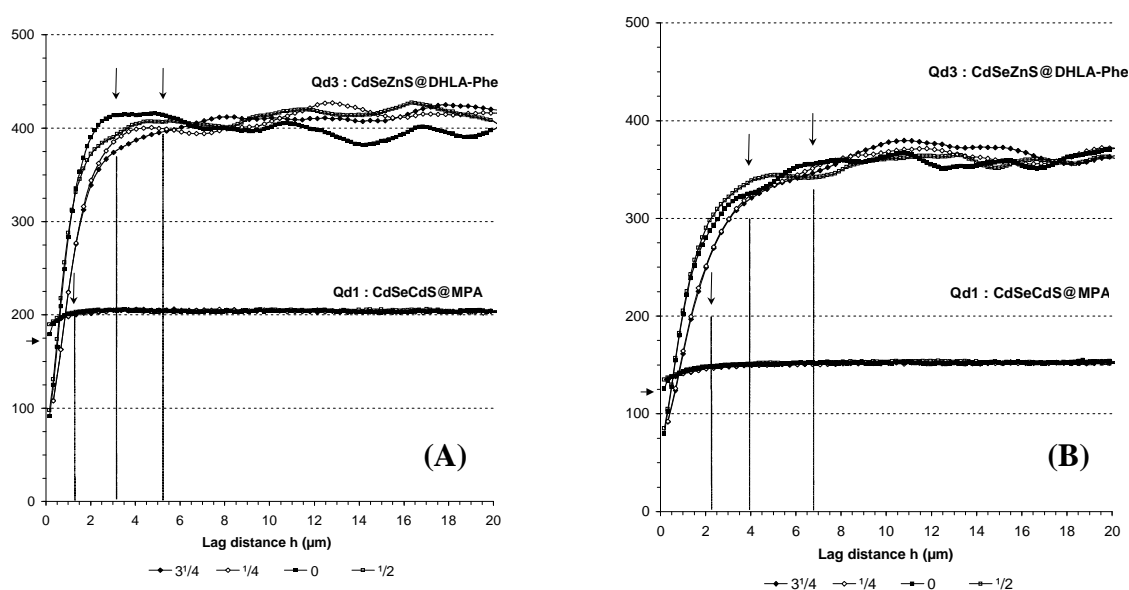 500
Qd3 : CdSeZnS@DHLA-Phe
400
300
Qd1 : CdSeCdS@MPA
200
100
(A)
0
0 2 4 6 8 10 12 14 16 18 20
Lag distance h (µm)
3¹/4 ¹/4 0 ¹/2
500
Qd3 : CdSeZnS@DHLA-Phe
400
300
Qd1 : CdSeCdS@MPA
200
100
(B)
0
0 2 4 6 8 10 12 14 16 18 20
Lag distance h (µm)
3¹/4 ¹/4 0 ¹/2